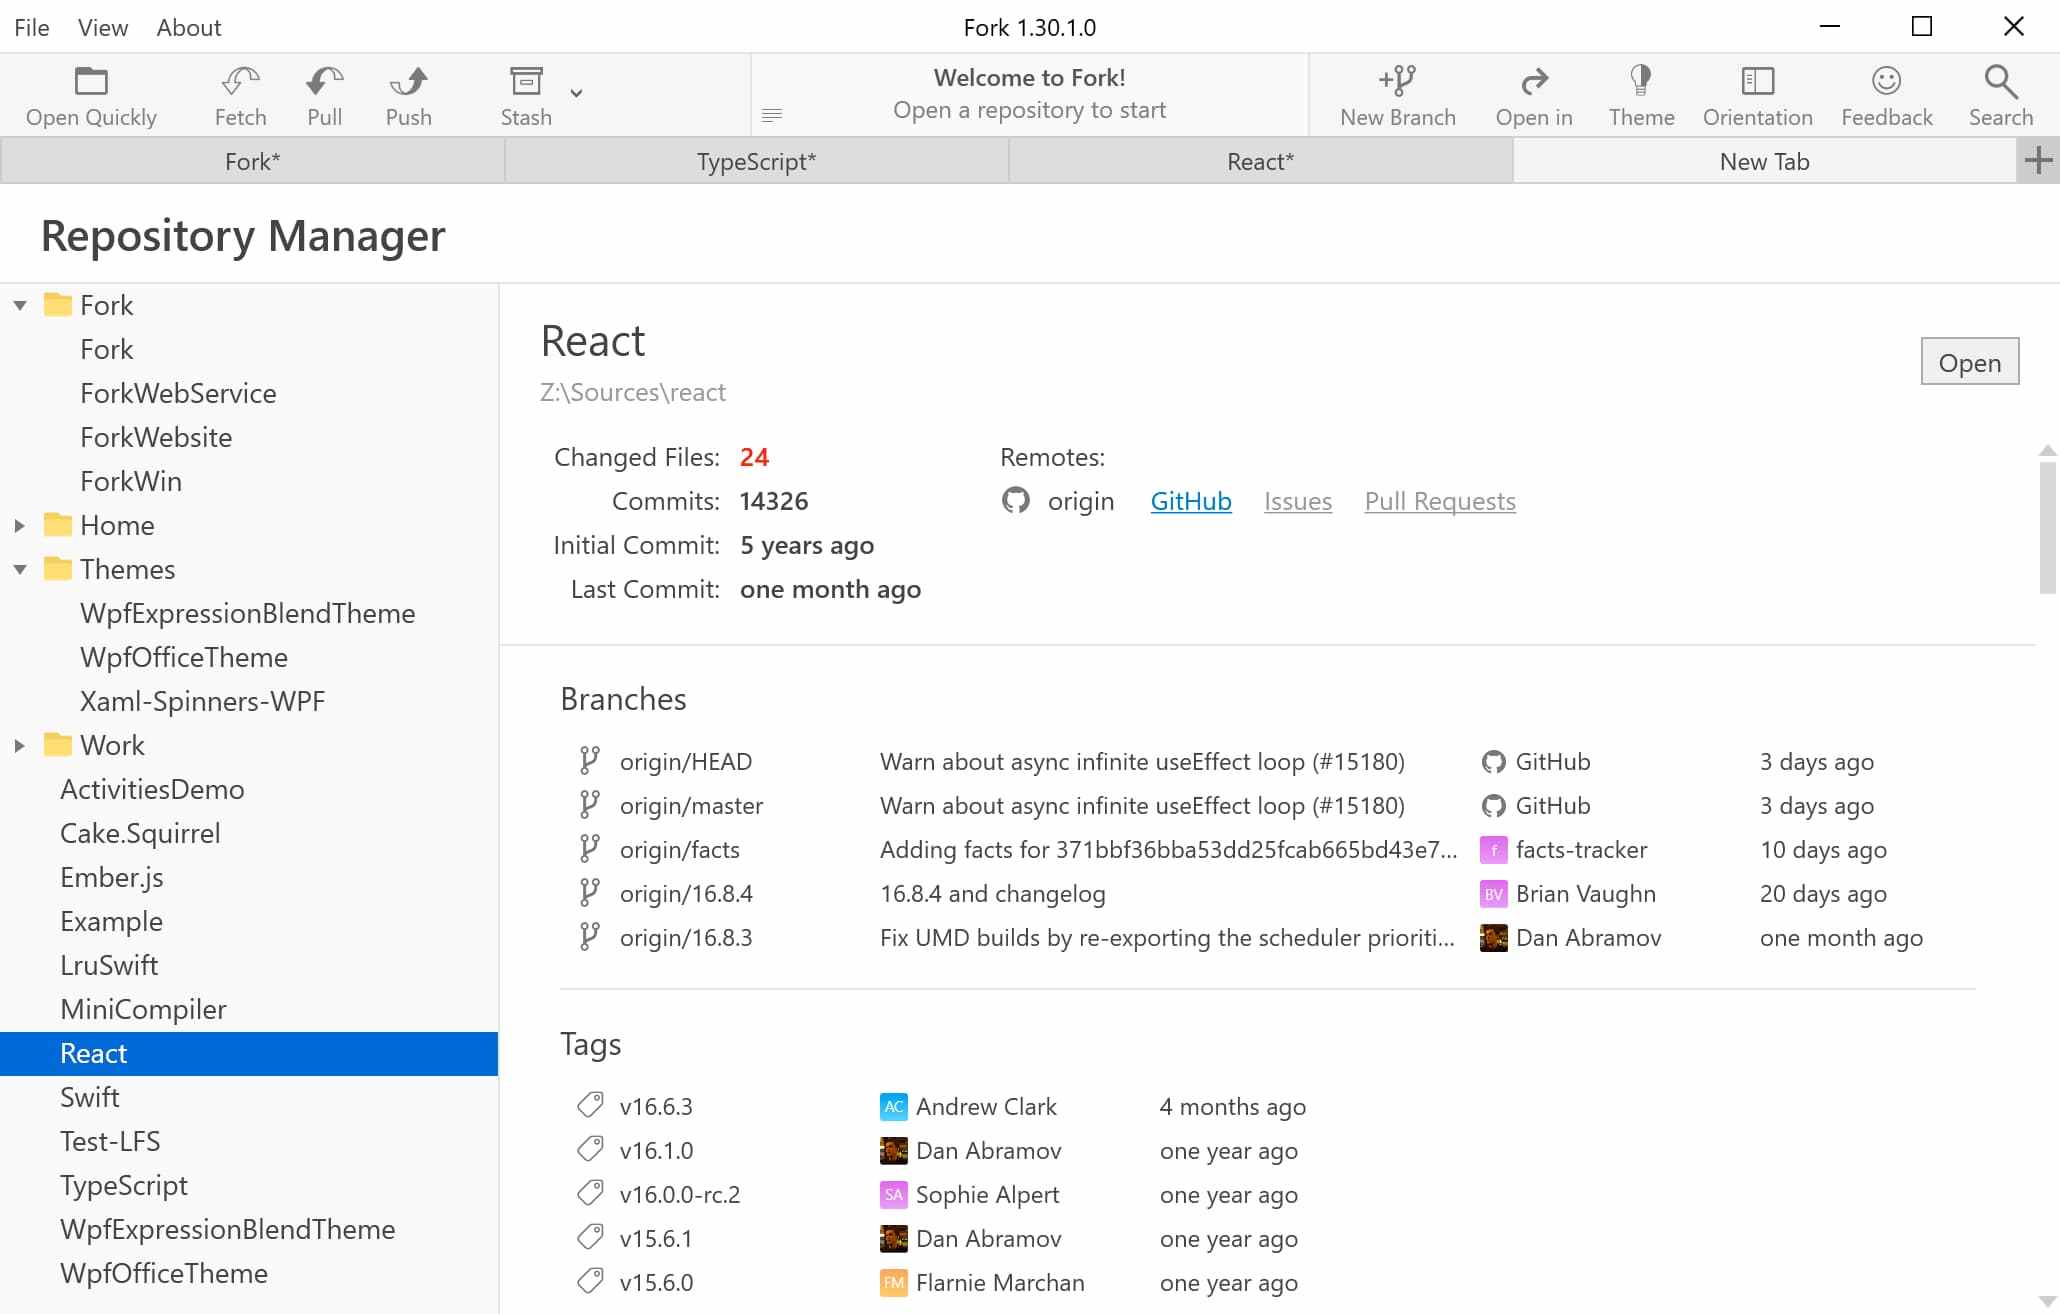 File View About
Fork 1.30.1.0
Open Quickly Fetch Pull Push Stash
Welcome to Fork!
Open a repository to start
New Branch Open in Theme Orientation Feedback Search
Fork* TypeScript* React* New Tab
Repository Manager
Fork
Fork
ForkWebService
ForkWebsite
ForkWin
Home
Themes
WpfExpressionBlendTheme
WpfOfficeTheme
Xaml-Spinners-WPF
Work
ActivitiesDemo
Cake.Squirrel
Ember.js
Example
LruSwift
MiniCompiler
React
Swift
Test-LFS
TypeScript
WpfExpressionBlendTheme
WpfOfficeTheme
React
Open
Z:\Sources\react
Changed Files: 24
Commits: 14326
Initial Commit: 5 years ago
Last Commit: one month ago
Remotes:
origin GitHub Issues Pull Requests
Branches
origin/HEAD Warn about async infinite useEffect loop (#15180) GitHub 3 days ago
origin/master Warn about async infinite useEffect loop (#15180) GitHub 3 days ago
origin/facts Adding facts for 371bbf36bba53dd25fcab665bd43e7... f facts-tracker 10 days ago
origin/16.8.4 16.8.4 and changelog BV Brian Vaughn 20 days ago
origin/16.8.3 Fix UMD builds by re-exporting the scheduler prioriti... Dan Abramov one month ago
Tags
v16.6.3 AC Andrew Clark 4 months ago
v16.1.0 Dan Abramov one year ago
v16.0.0-rc.2 SA Sophie Alpert one year ago
v15.6.1 Dan Abramov one year ago
v15.6.0 FM Flarnie Marchan one year ago